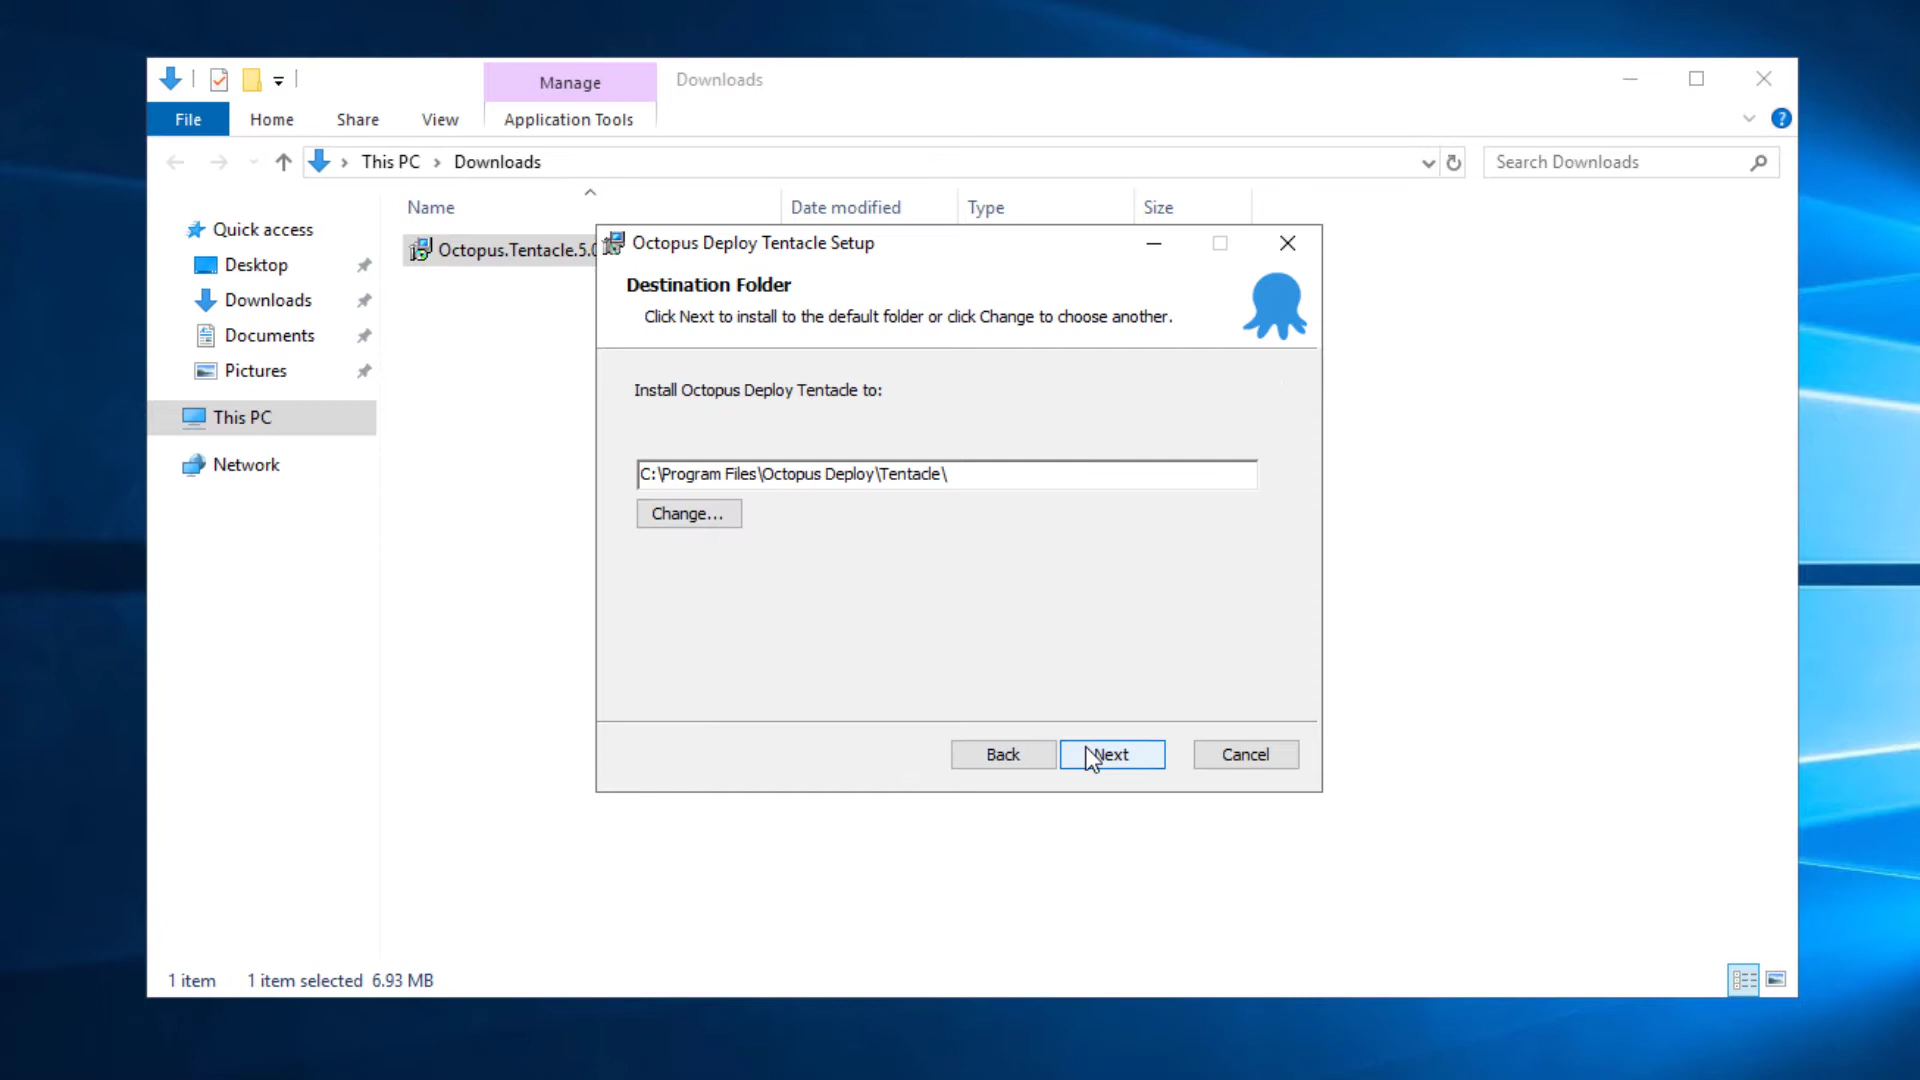 Manage
Downloads
File
Home
Share
View
Application Tools
This PC
Downloads
Search Downloads
Name
Date modified
Type
Size
Quick access
Desktop
Downloads
Documents
Pictures
This PC
Network
Octopus.Tentacle.5.0
Octopus Deploy Tentacle Setup
Destination Folder
Click Next to install to the default folder or click Change to choose another.
Install Octopus Deploy Tentacle to:
C:\Program Files\Octopus Deploy\Tentacle\
Change...
Back
Next
Cancel
1 item
1 item selected 6.93 MB